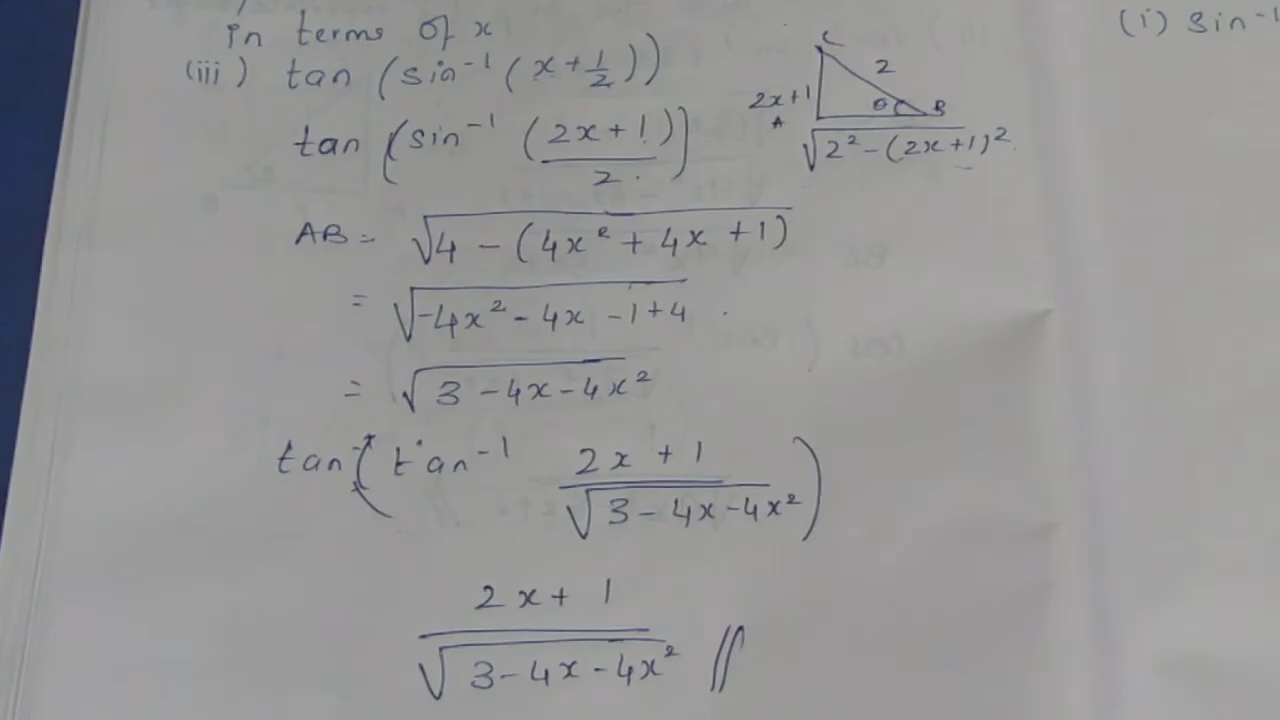 in terms of x
(iii) tan (sin⁻¹ (x+1/2))
tan (sin⁻¹ (2x+1)/2)
C
2
2x+1
θ
B
A
√2² - (2x+1)²
AB = √4 - (4x² + 4x + 1)
= √-4x² - 4x - 1 + 4
= √3 - 4x - 4x²
tan (tan⁻¹ 2x + 1 / √3 - 4x - 4x²)
2x + 1 / √3 - 4x - 4x² //
(i) sin⁻¹